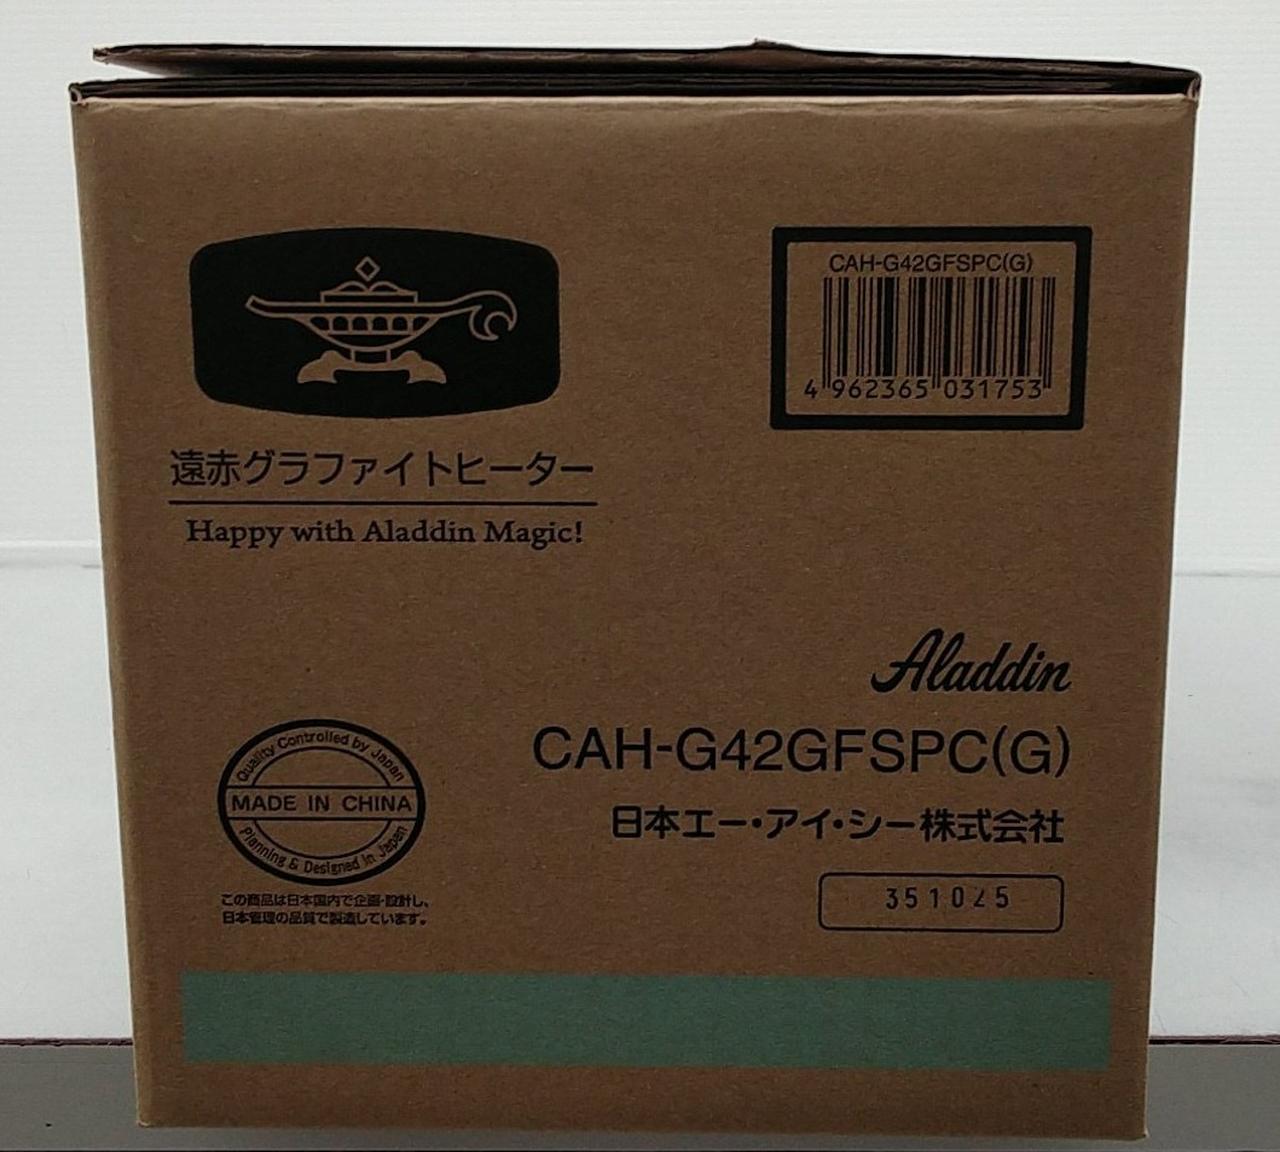 CAH-G42GFSPC(G)
4 962365 031753
遠赤グラファイトヒーター
Happy with Aladdin Magic!
Aladdin
CAH-G42GFSPC(G)
日本エー・アイ・シー株式会社
351025
Quality Controlled by Japan
MADE IN CHINA
Planning & Designed in Japan
この商品は日本国内で企画・設計し、
日本管理の品質で製造しています。